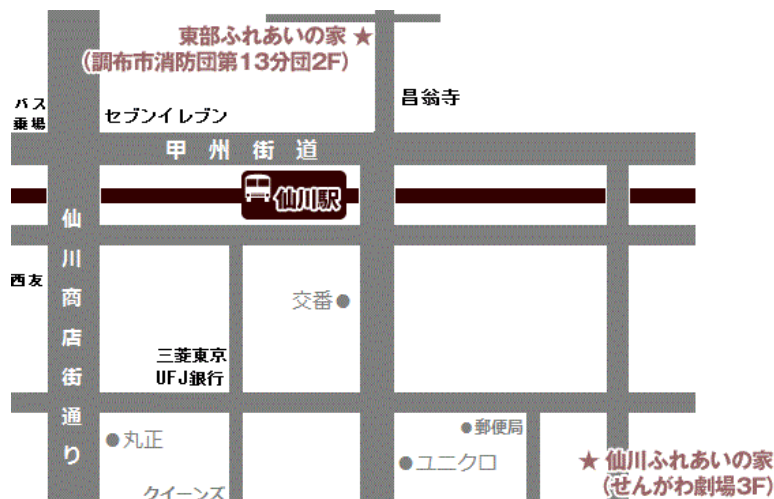 東部ふれあいの家 ★
(調布市消防団第13分団2F)
バス
乗場
セブンイレブン
昌翁寺
甲州街道
仙川駅
仙川商店街通り
西友
交番●
三菱東京
UFJ銀行
●丸正
●郵便局
●ユニクロ
★ 仙川ふれあいの家
(せんがわ劇場3F)
クイーンズ